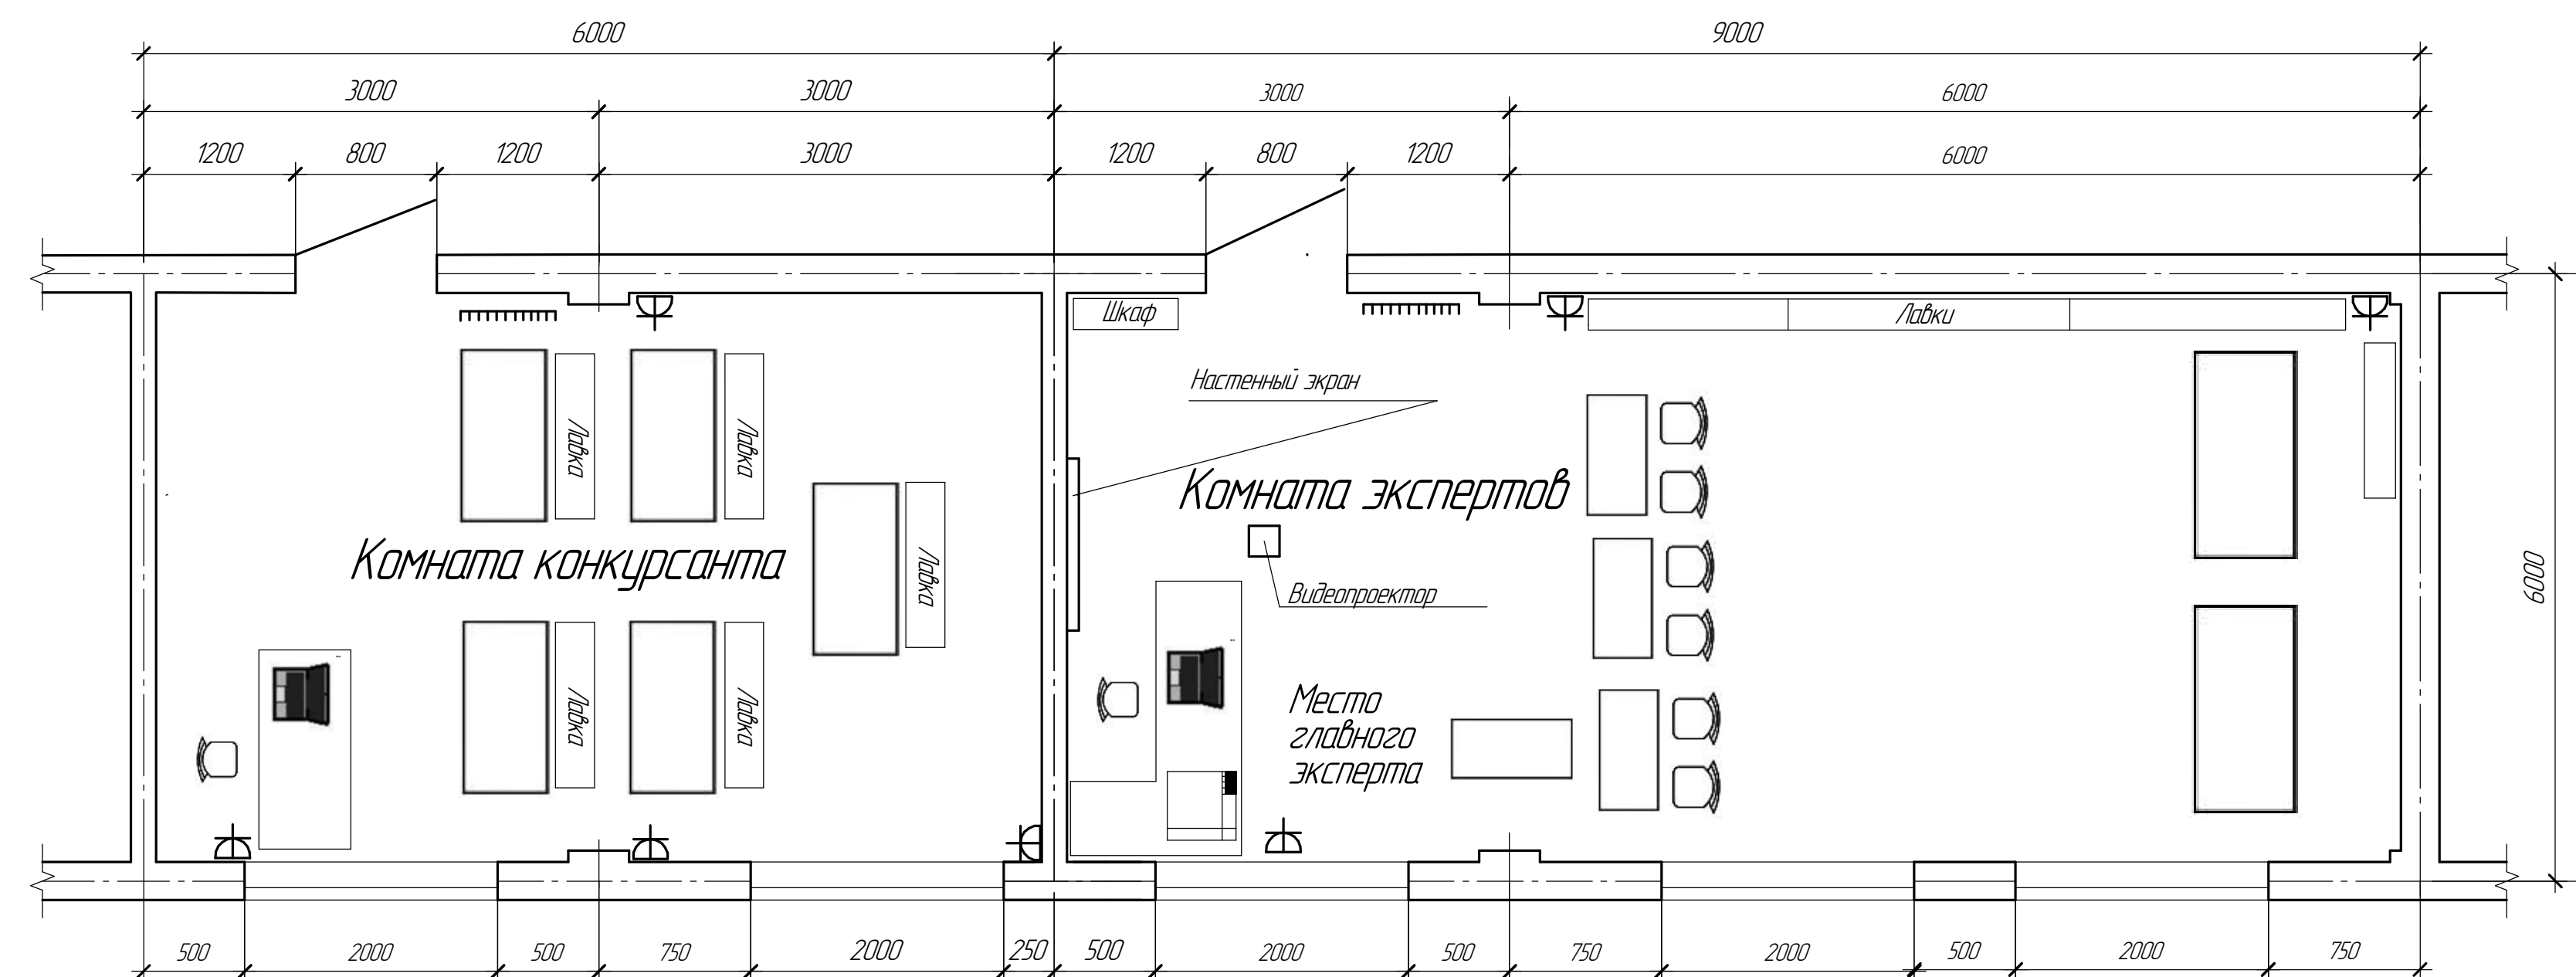 6000 9000
3000 3000 3000 6000
1200 800 1200 3000 1200 800 1200 6000
Шкаф
Лавки
Настенный экран
Лавка
Лавка
Комната экспертов
Комната конкурсанта
Лавка
Видеопроектор
6000
Лавка
Лавка
Место
главного
эксперта
500 2000 500 750 2000 250 500 2000 500 750 2000 500 2000 750